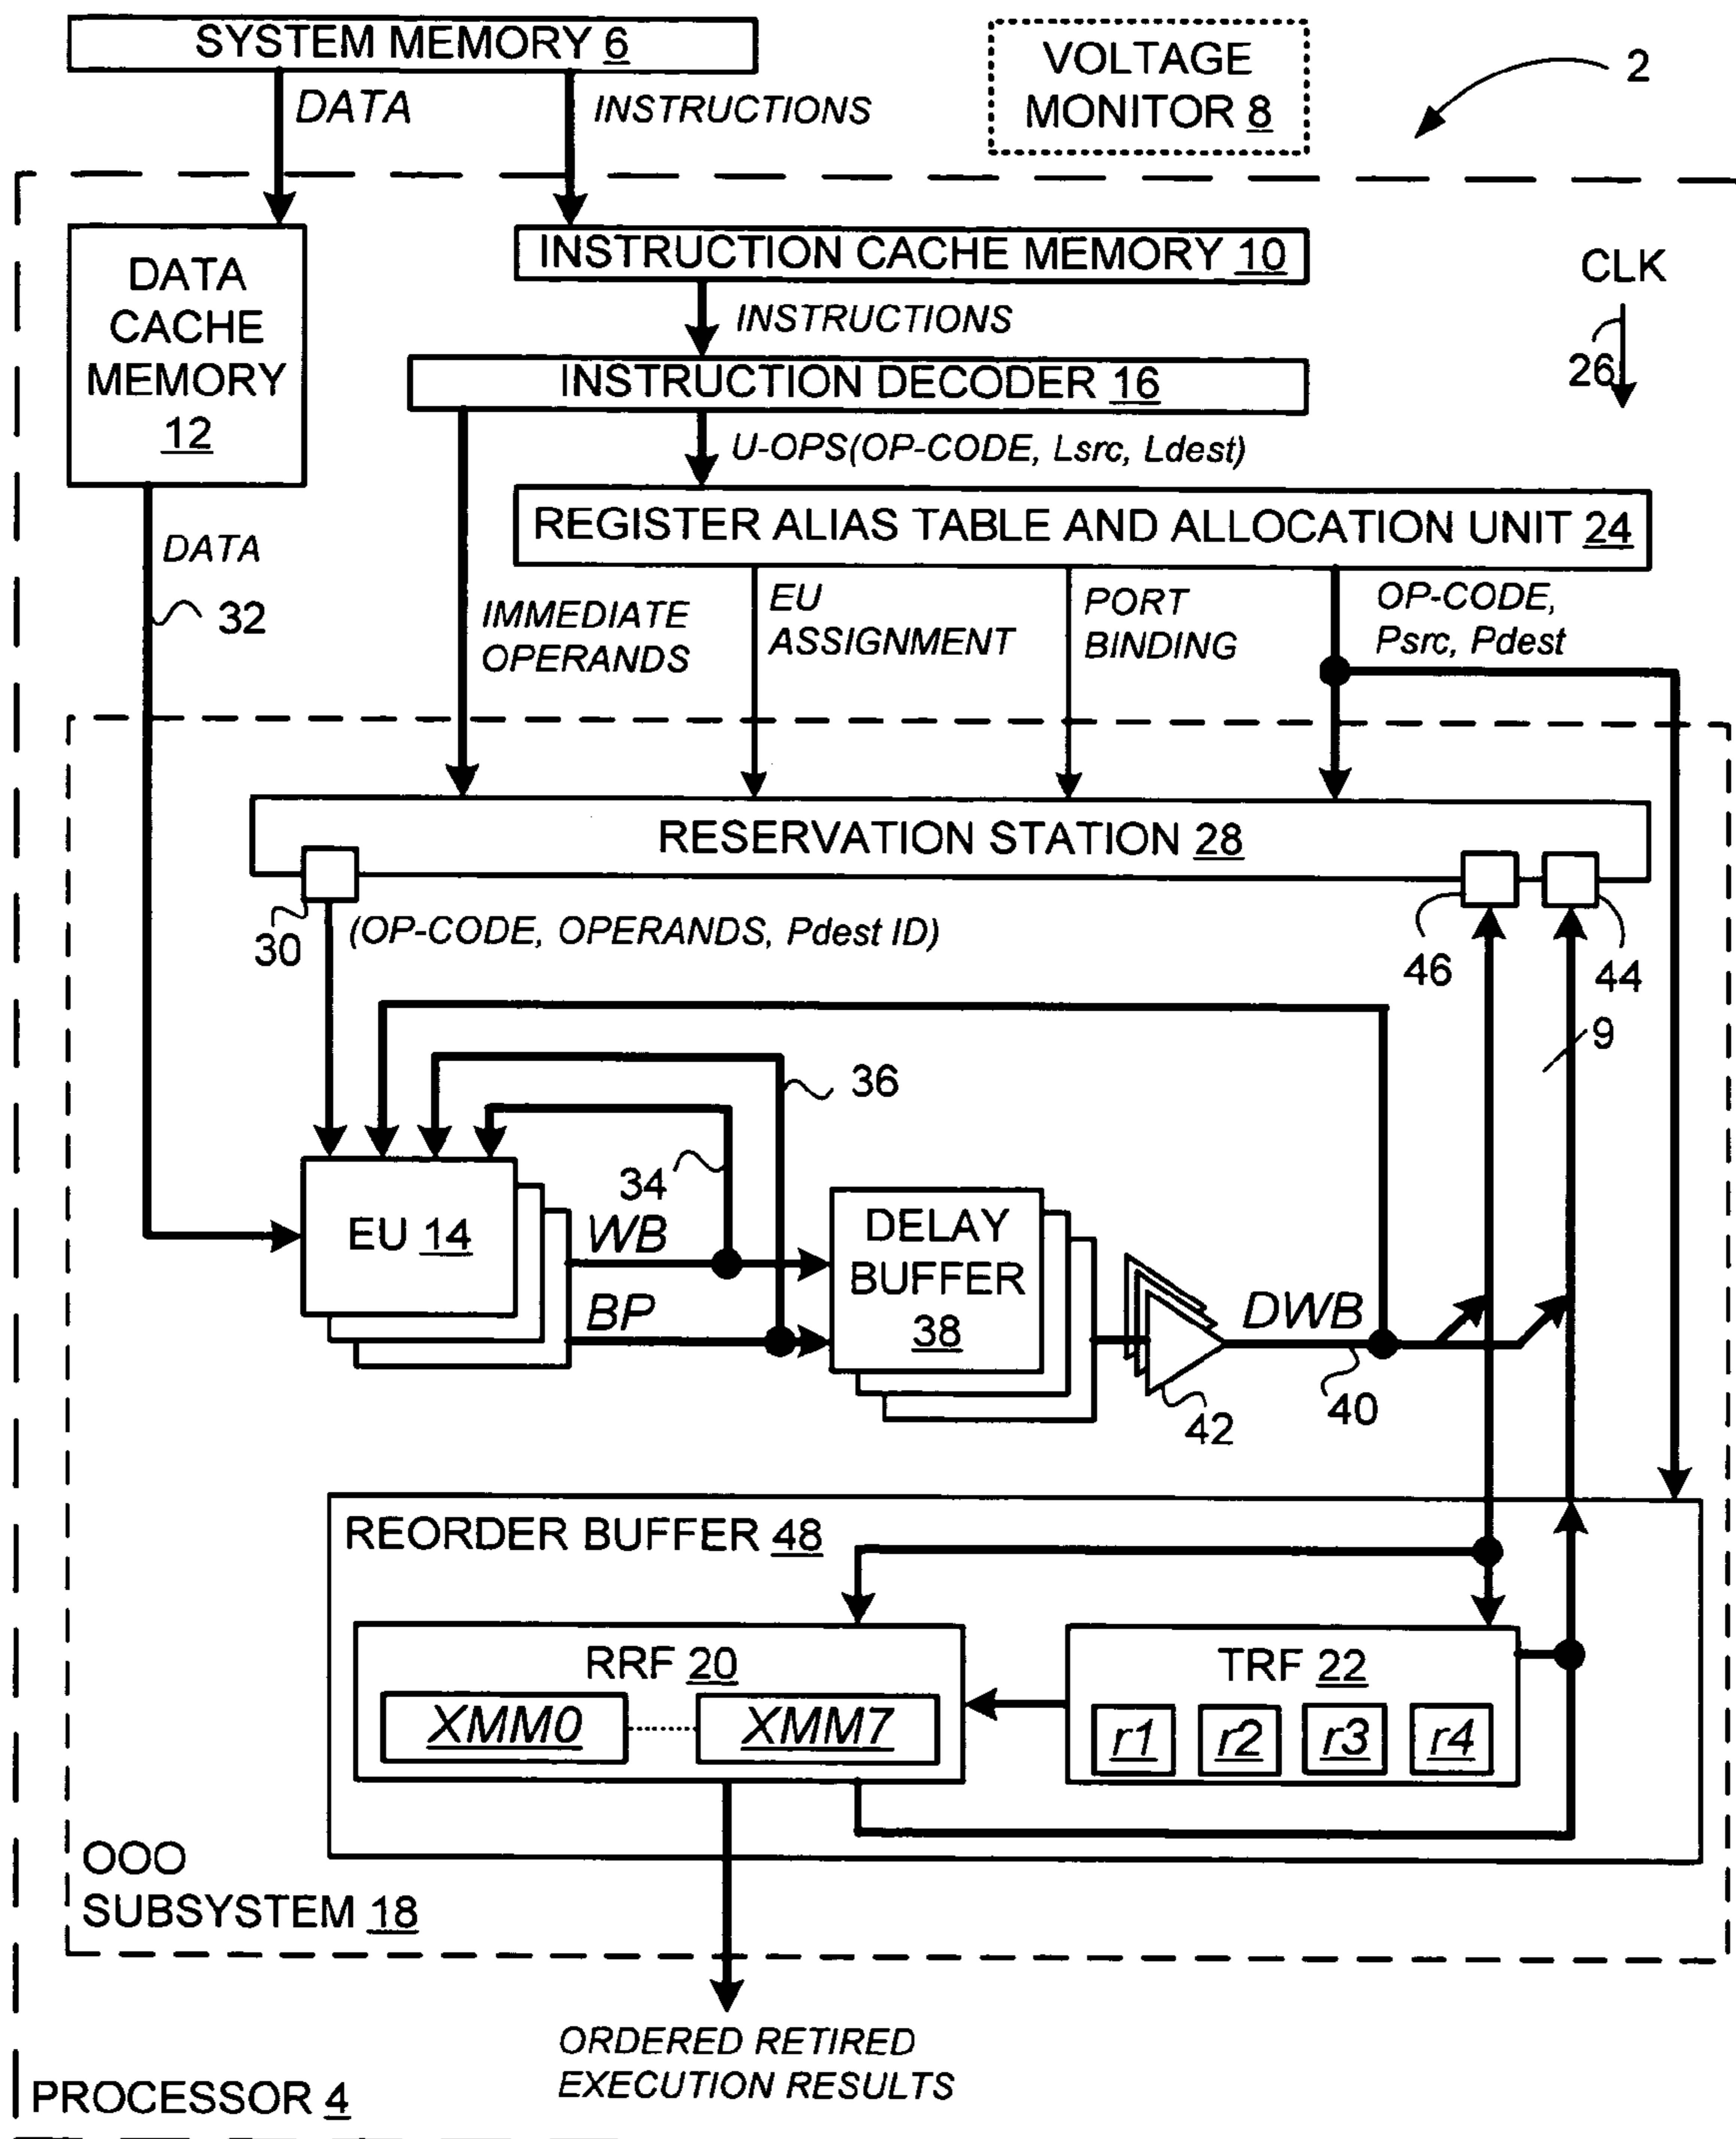 SYSTEM MEMORY 6
VOLTAGE
MONITOR 8
2
DATA
INSTRUCTIONS
DATA
CACHE
MEMORY
12
INSTRUCTION CACHE MEMORY 10
CLK
26
INSTRUCTIONS
INSTRUCTION DECODER 16
U-OPS(OP-CODE, Lsrc, Ldest)
REGISTER ALIAS TABLE AND ALLOCATION UNIT 24
DATA
32
IMMEDIATE
OPERANDS
EU
ASSIGNMENT
PORT
BINDING
OP-CODE,
Psrc, Pdest
RESERVATION STATION 28
30
(OP-CODE, OPERANDS, Pdest ID)
46
44
9
36
34
EU 14
WB
BP
DELAY
BUFFER
38
42
DWB
40
REORDER BUFFER 48
RRF 20
XMM0
XMM7
TRF 22
r1
r2
r3
r4
OOO
SUBSYSTEM 18
ORDERED RETIRED
EXECUTION RESULTS
PROCESSOR 4